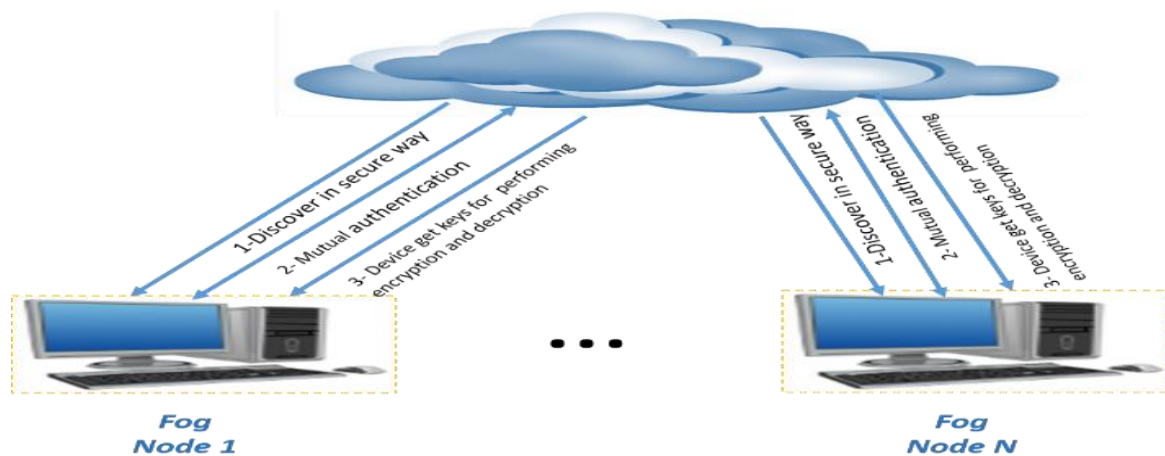 1-Discover in secure way
2- Mutual authentication
3- Device get keys for performing
encryption and decryption
1-Discover in secure way
2- Mutual authentication
3- Device get keys for performing
encryption and decryption
...
Fog
Node 1
Fog
Node N